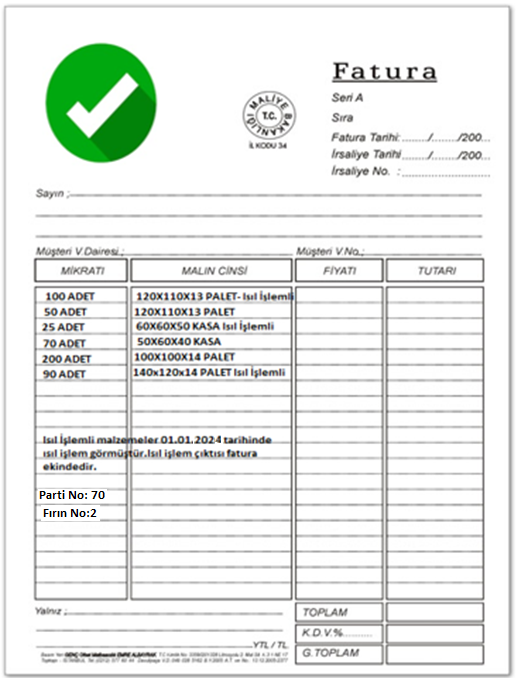 Fatura
Seri A
Sıra
Fatura Tarihi: ........./........./200...
İrsaliye Tarihi ........./........./200...
İrsaliye No. : ..............................
T.C.
MALİYE BAKANLIĞI
İL KODU 34
Sayın ;
Müşteri V.Dairesi.; Müşteri V.No.;
MİKRATI MALIN CİNSİ FİYATI TUTARI
100 ADET 120X110X13 PALET- Isıl İşlemli
50 ADET 120X110X13 PALET
25 ADET 60X60X50 KASA Isıl İşlemli
70 ADET 50X60X40 KASA
200 ADET 100X100X14 PALET
90 ADET 140x120x14 PALET Isıl İşlemli
Isıl İşlemli malzemeler 01.01.2024 tarihinde
ısıl işlem görmüştür.Isıl işlem çıktısı fatura
ekindedir.
Parti No: 70
Fırın No:2
Yalnız ; TOPLAM
K.D.V.%..........
YTL / TL. G.TOPLAM